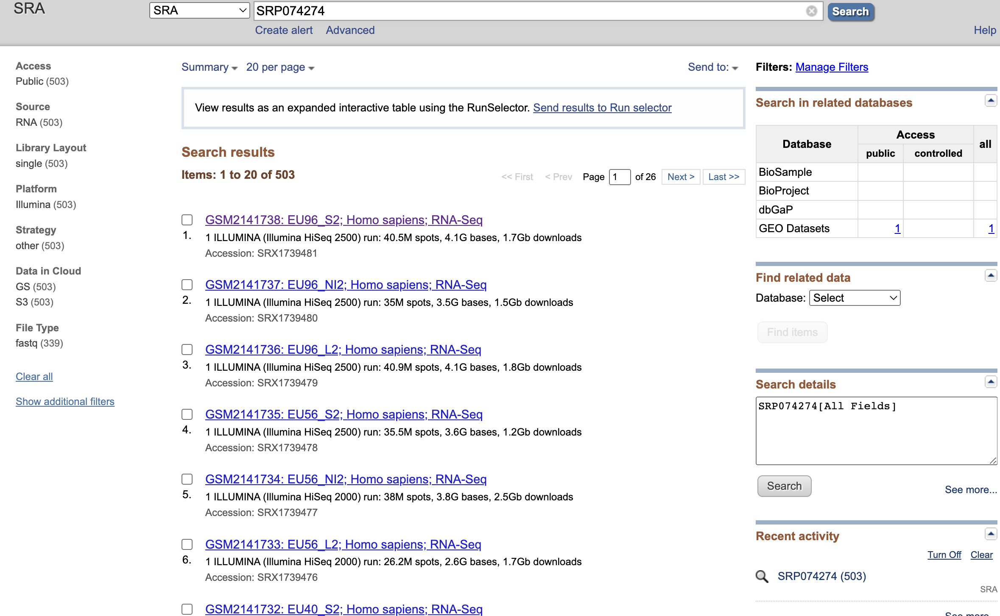 SRA
SRA
SRP074274
Search
Create alert Advanced
Help
Access
Public (503)
Source
RNA (503)
Library Layout
single (503)
Platform
Illumina (503)
Strategy
other (503)
Data in Cloud
GS (503)
S3 (503)
File Type
fastq (339)
Clear all
Show additional filters
Summary 20 per page
Send to:
View results as an expanded interactive table using the RunSelector. Send results to Run selector
Search results
Items: 1 to 20 of 503
<< First < Prev Page 1 of 26 Next > Last >>
GSM2141738: EU96_S2; Homo sapiens; RNA-Seq
1. 1 ILLUMINA (Illumina HiSeq 2500) run: 40.5M spots, 4.1G bases, 1.7Gb downloads
Accession: SRX1739481
GSM2141737: EU96_NI2; Homo sapiens; RNA-Seq
2. 1 ILLUMINA (Illumina HiSeq 2500) run: 35M spots, 3.5G bases, 1.5Gb downloads
Accession: SRX1739480
GSM2141736: EU96_L2; Homo sapiens; RNA-Seq
3. 1 ILLUMINA (Illumina HiSeq 2500) run: 40.9M spots, 4.1G bases, 1.8Gb downloads
Accession: SRX1739479
GSM2141735: EU56_S2; Homo sapiens; RNA-Seq
4. 1 ILLUMINA (Illumina HiSeq 2500) run: 35.5M spots, 3.6G bases, 1.2Gb downloads
Accession: SRX1739478
GSM2141734: EU56_NI2; Homo sapiens; RNA-Seq
5. 1 ILLUMINA (Illumina HiSeq 2000) run: 38M spots, 3.8G bases, 2.5Gb downloads
Accession: SRX1739477
GSM2141733: EU56_L2; Homo sapiens; RNA-Seq
6. 1 ILLUMINA (Illumina HiSeq 2000) run: 26.2M spots, 2.6G bases, 1.7Gb downloads
Accession: SRX1739476
GSM2141732: EU40_S2; Homo sapiens; RNA-Seq
Filters: Manage Filters
Search in related databases
Database Access all
public controlled
BioSample
BioProject
dbGaP
GEO Datasets 1 1
Find related data
Database: Select
Find items
Search details
SRP074274[All Fields]
Search
See more...
Recent activity
Turn Off Clear
SRP074274 (503)
SRA
See more...